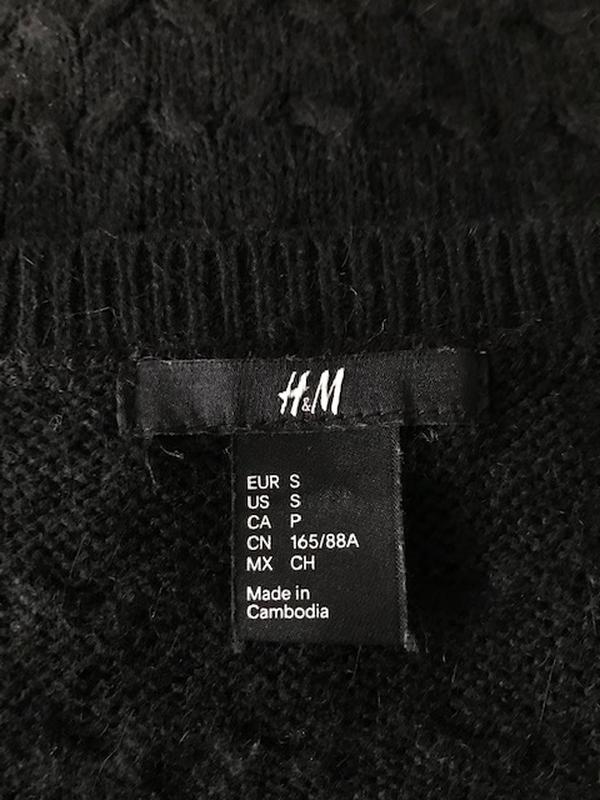 H&M
EUR S
US S
CA P
CN 165/88A
MX CH
Made in
Cambodia